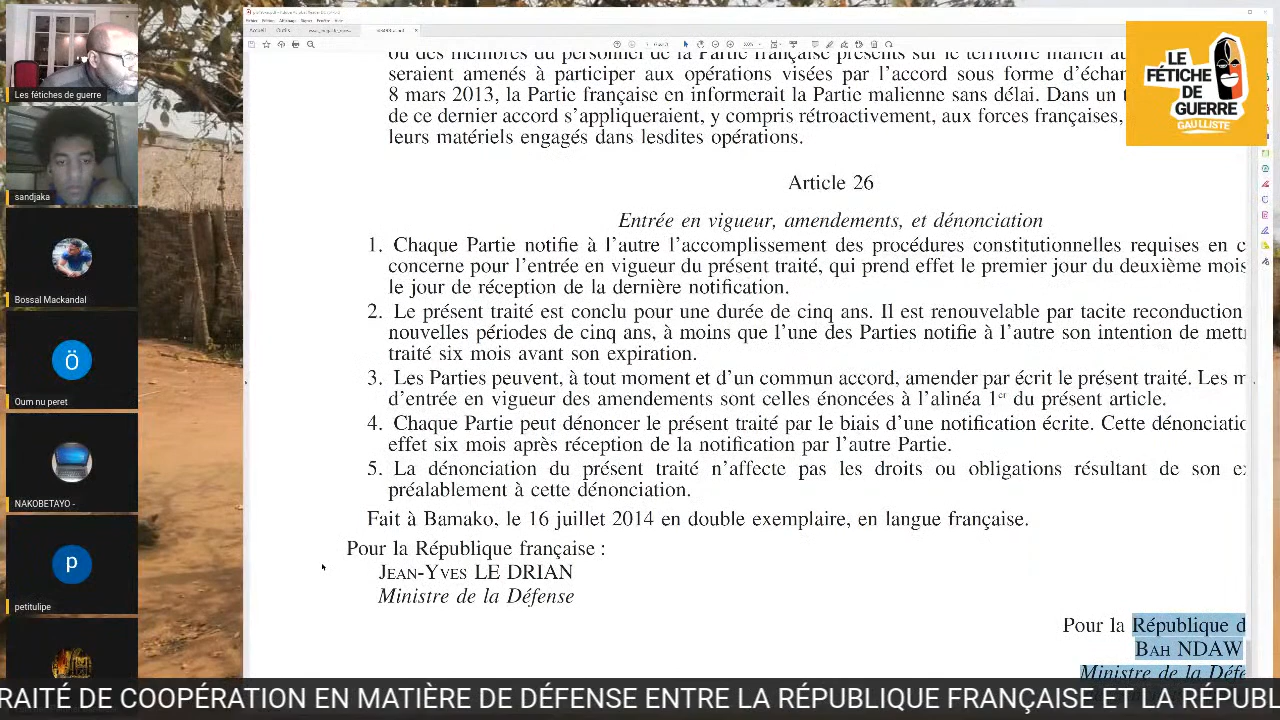 Les fétiches de guerre
sandjaka
Bossal Mackandal
Ö
Oum nu peret
NAKOBETAYO -
p
petitulipe
Accueil Outils
LE
FÉTICHE
DE
GUERRE
GAULLISTE
ou des membres du personnel de la Partie française présents sur le territoire malien au
seraient amenés à participer aux opérations visées par l'accord sous forme d'échan
8 mars 2013, la Partie française en informerait la Partie malienne sans délai. Dans un t
de ce dernier accord s'appliqueraient, y compris rétroactivement, aux forces françaises,
leurs matériels engagés dans lesdites opérations.
Article 26
Entrée en vigueur, amendements, et dénonciation
1. Chaque Partie notifie à l'autre l'accomplissement des procédures constitutionnelles requises en c
concerne pour l'entrée en vigueur du présent traité, qui prend effet le premier jour du deuxième mois
le jour de réception de la dernière notification.
2. Le présent traité est conclu pour une durée de cinq ans. Il est renouvelable par tacite reconduction
nouvelles périodes de cinq ans, à moins que l'une des Parties notifie à l'autre son intention de mett
traité six mois avant son expiration.
3. Les Parties peuvent, à tout moment et d'un commun accord, amender par écrit le présent traité. Les m
d'entrée en vigueur des amendements sont celles énoncées à l'alinéa 1er du présent article.
4. Chaque Partie peut dénoncer le présent traité par le biais d'une notification écrite. Cette dénonciatio
effet six mois après réception de la notification par l'autre Partie.
5. La dénonciation du présent traité n'affecte pas les droits ou obligations résultant de son ex
préalablement à cette dénonciation.
Fait à Bamako, le 16 juillet 2014 en double exemplaire, en langue française.
Pour la République française :
JEAN-YVES LE DRIAN
Ministre de la Défense
Pour la République d
BAH NDAW
Ministre de la Défe
RAITÉ DE COOPÉRATION EN MATIÈRE DE DÉFENSE ENTRE LA RÉPUBLIQUE FRANÇAISE ET LA RÉPUBL